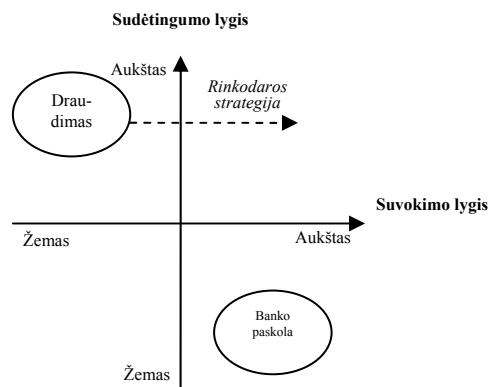 Sudėtingumo lygis
Aukštas
Rinkodaros
strategija
Drau-
dimas
Suvokimo lygis
Žemas
Aukštas
Banko
paskola
Žemas